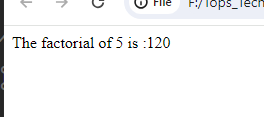 File F:/Tops_Tech
The factorial of 5 is :120